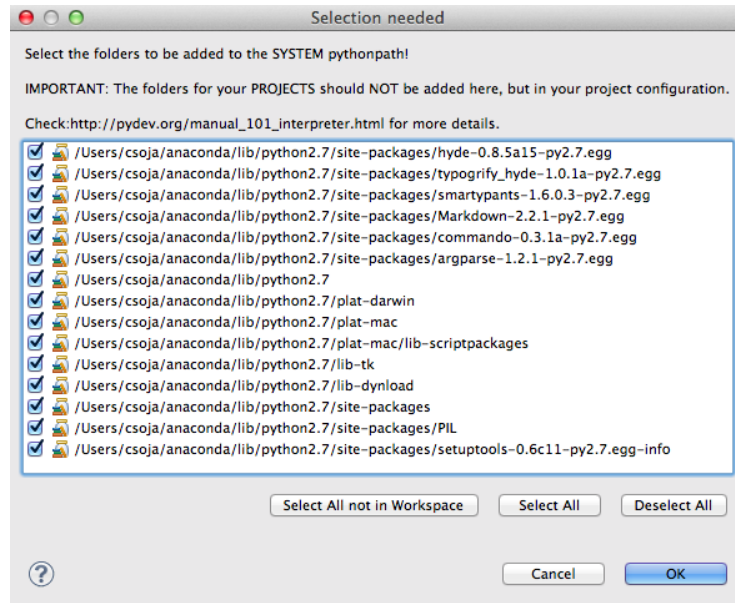 Selection needed
Select the folders to be added to the SYSTEM pythonpath!
IMPORTANT: The folders for your PROJECTS should NOT be added here, but in your project configuration.
Check:http://pydev.org/manual_101_interpreter.html for more details.
/Users/csoja/anaconda/lib/python2.7/site-packages/hyde-0.8.5a15-py2.7.egg
/Users/csoja/anaconda/lib/python2.7/site-packages/typogrify_hyde-1.0.1a-py2.7.egg
/Users/csoja/anaconda/lib/python2.7/site-packages/smartypants-1.6.0.3-py2.7.egg
/Users/csoja/anaconda/lib/python2.7/site-packages/Markdown-2.2.1-py2.7.egg
/Users/csoja/anaconda/lib/python2.7/site-packages/commando-0.3.1a-py2.7.egg
/Users/csoja/anaconda/lib/python2.7/site-packages/argparse-1.2.1-py2.7.egg
/Users/csoja/anaconda/lib/python2.7
/Users/csoja/anaconda/lib/python2.7/plat-darwin
/Users/csoja/anaconda/lib/python2.7/plat-mac
/Users/csoja/anaconda/lib/python2.7/plat-mac/lib-scriptpackages
/Users/csoja/anaconda/lib/python2.7/lib-tk
/Users/csoja/anaconda/lib/python2.7/lib-dynload
/Users/csoja/anaconda/lib/python2.7/site-packages
/Users/csoja/anaconda/lib/python2.7/site-packages/PIL
/Users/csoja/anaconda/lib/python2.7/site-packages/setuptools-0.6c11-py2.7.egg-info
Select All not in Workspace Select All Deselect All
? Cancel OK